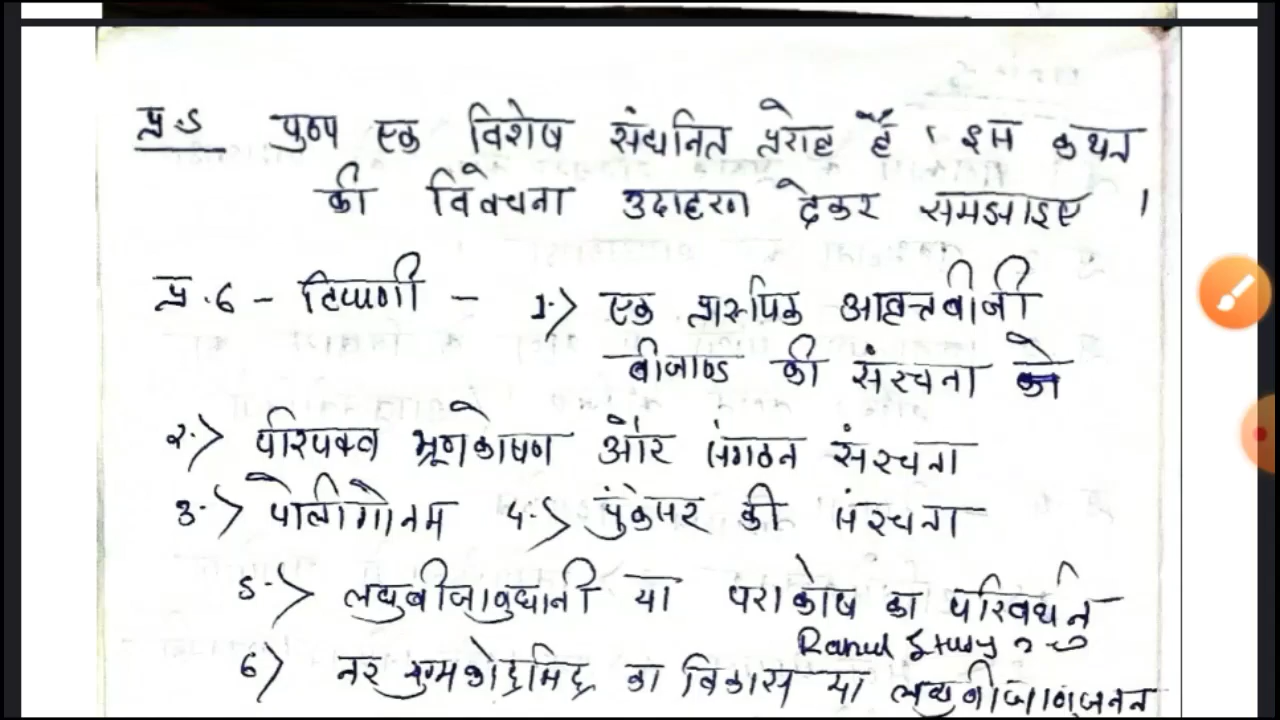 प्र.5 पुष्प एक विशेष संघनित प्ररोह है । इस कथन
की विवेचना उदाहरण देकर समझाइए ।
प्र.6 - टिप्पणी - 1.> एक प्रारूपिक आवृत्तबीजी
बीजाण्ड की संरचना को
2.> परिपक्व भ्रूणकोषण और संगठन संरचना
3.> पोलीगोनम 4.> पुंकेसर की संरचना
5.> लघुबीजाणुधानी या पराकोष का परिवर्धन
Rahul Study
6) नर युग्मकोद्भिद का विकास या लघुबीजाणुजनन